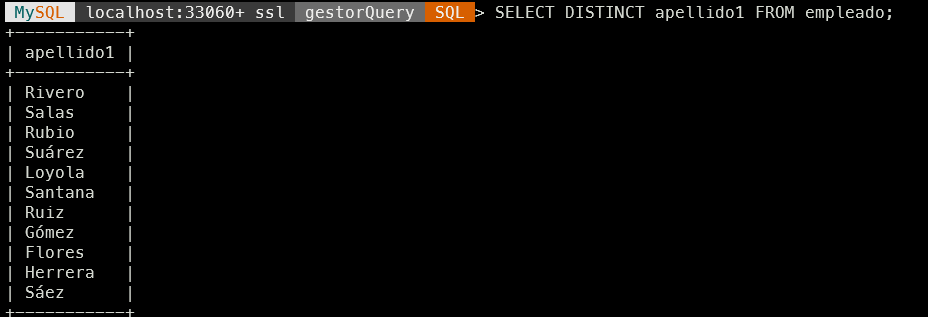 MySQL localhost:33060+ ssl gestorQuery SQL > SELECT DISTINCT apellido1 FROM empleado;
+-----------+
| apellido1 |
+-----------+
| Rivero    |
| Salas     |
| Rubio     |
| Suárez    |
| Loyola    |
| Santana   |
| Ruiz      |
| Gómez     |
| Flores    |
| Herrera   |
| Sáez      |
+-----------+